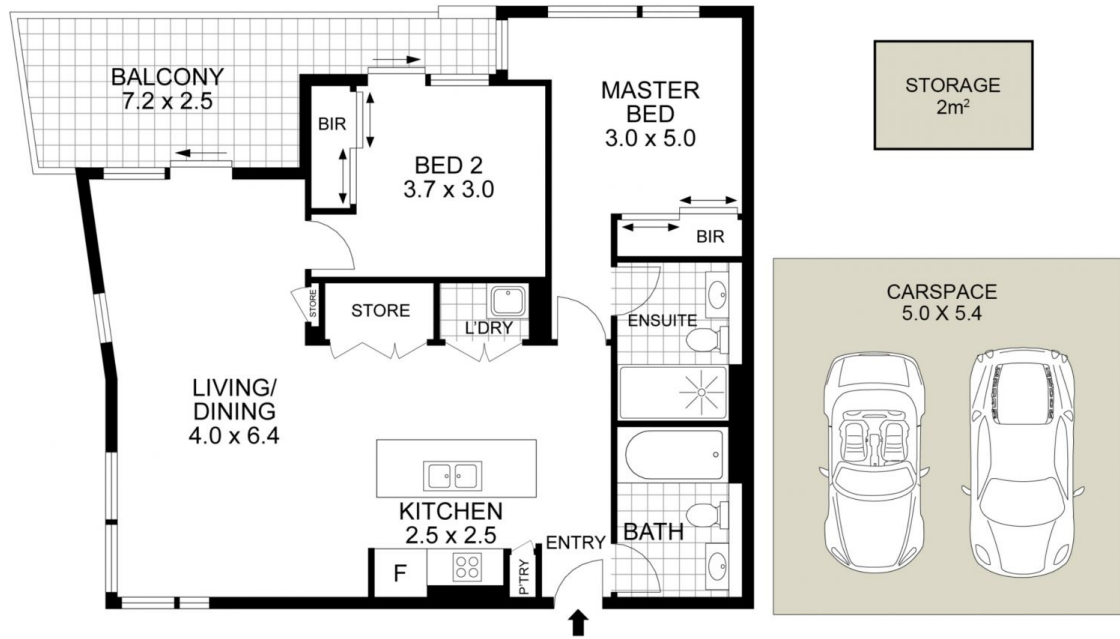 BALCONY
7.2 x 2.5
BIR
BED 2
3.7 x 3.0
MASTER
BED
3.0 x 5.0
BIR
STORAGE
2m²
STORE
STORE
L'DRY
ENSUITE
CARSPACE
5.0 X 5.4
LIVING/
DINING
4.0 x 6.4
KITCHEN
2.5 x 2.5
F
P'TRY
ENTRY
BATH